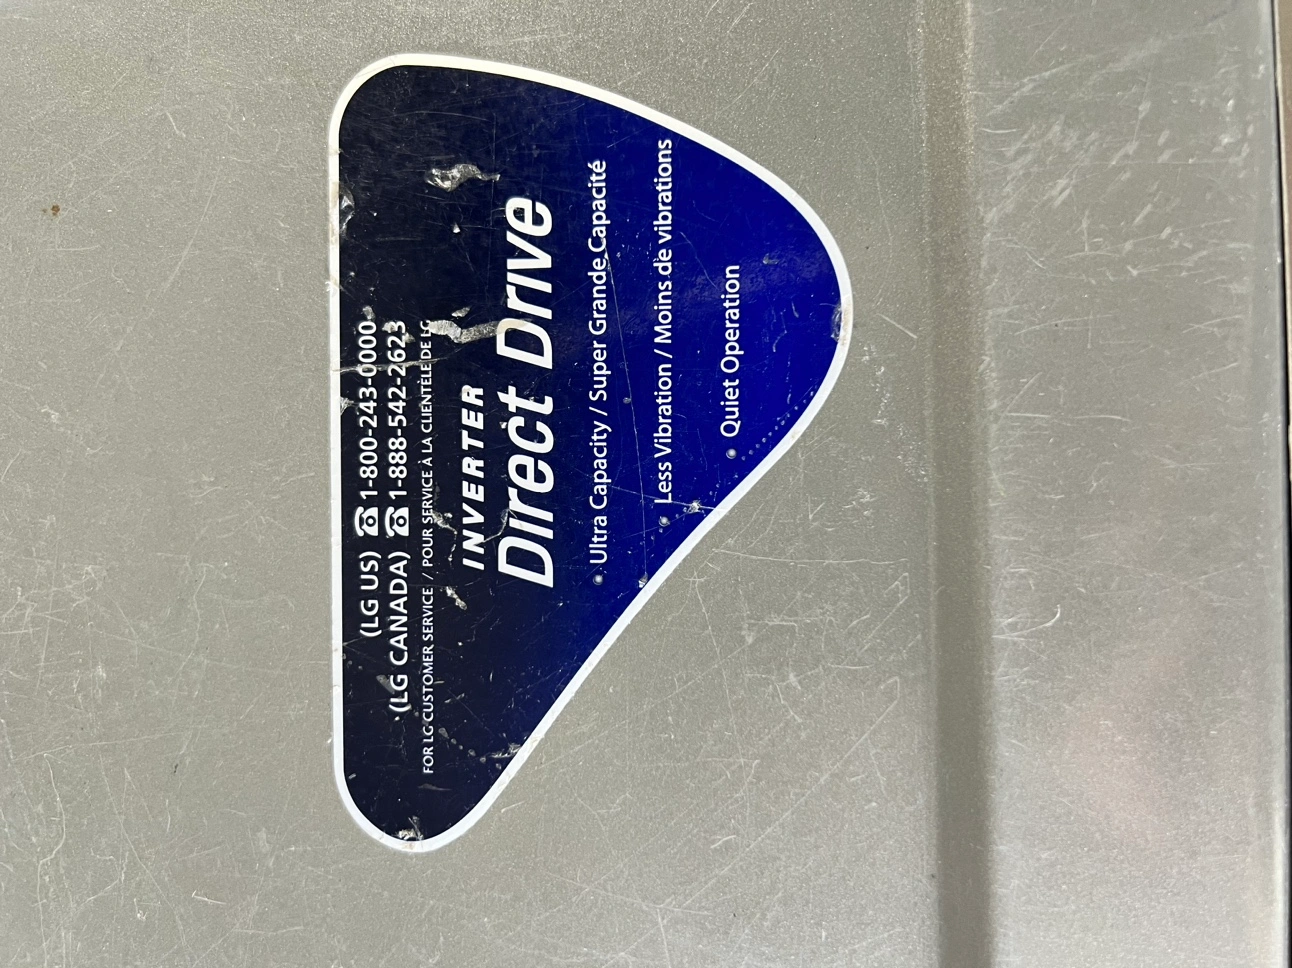 (LG US) ☎ 1-800-243-0000
(LG CANADA) ☎ 1-888-542-2623
FOR LG CUSTOMER SERVICE / POUR SERVICE À LA CLIENTÈLE DE LG
INVERTER
Direct Drive
• Ultra Capacity / Super Grande Capacité
• Less Vibration / Moins de vibrations
• Quiet Operation